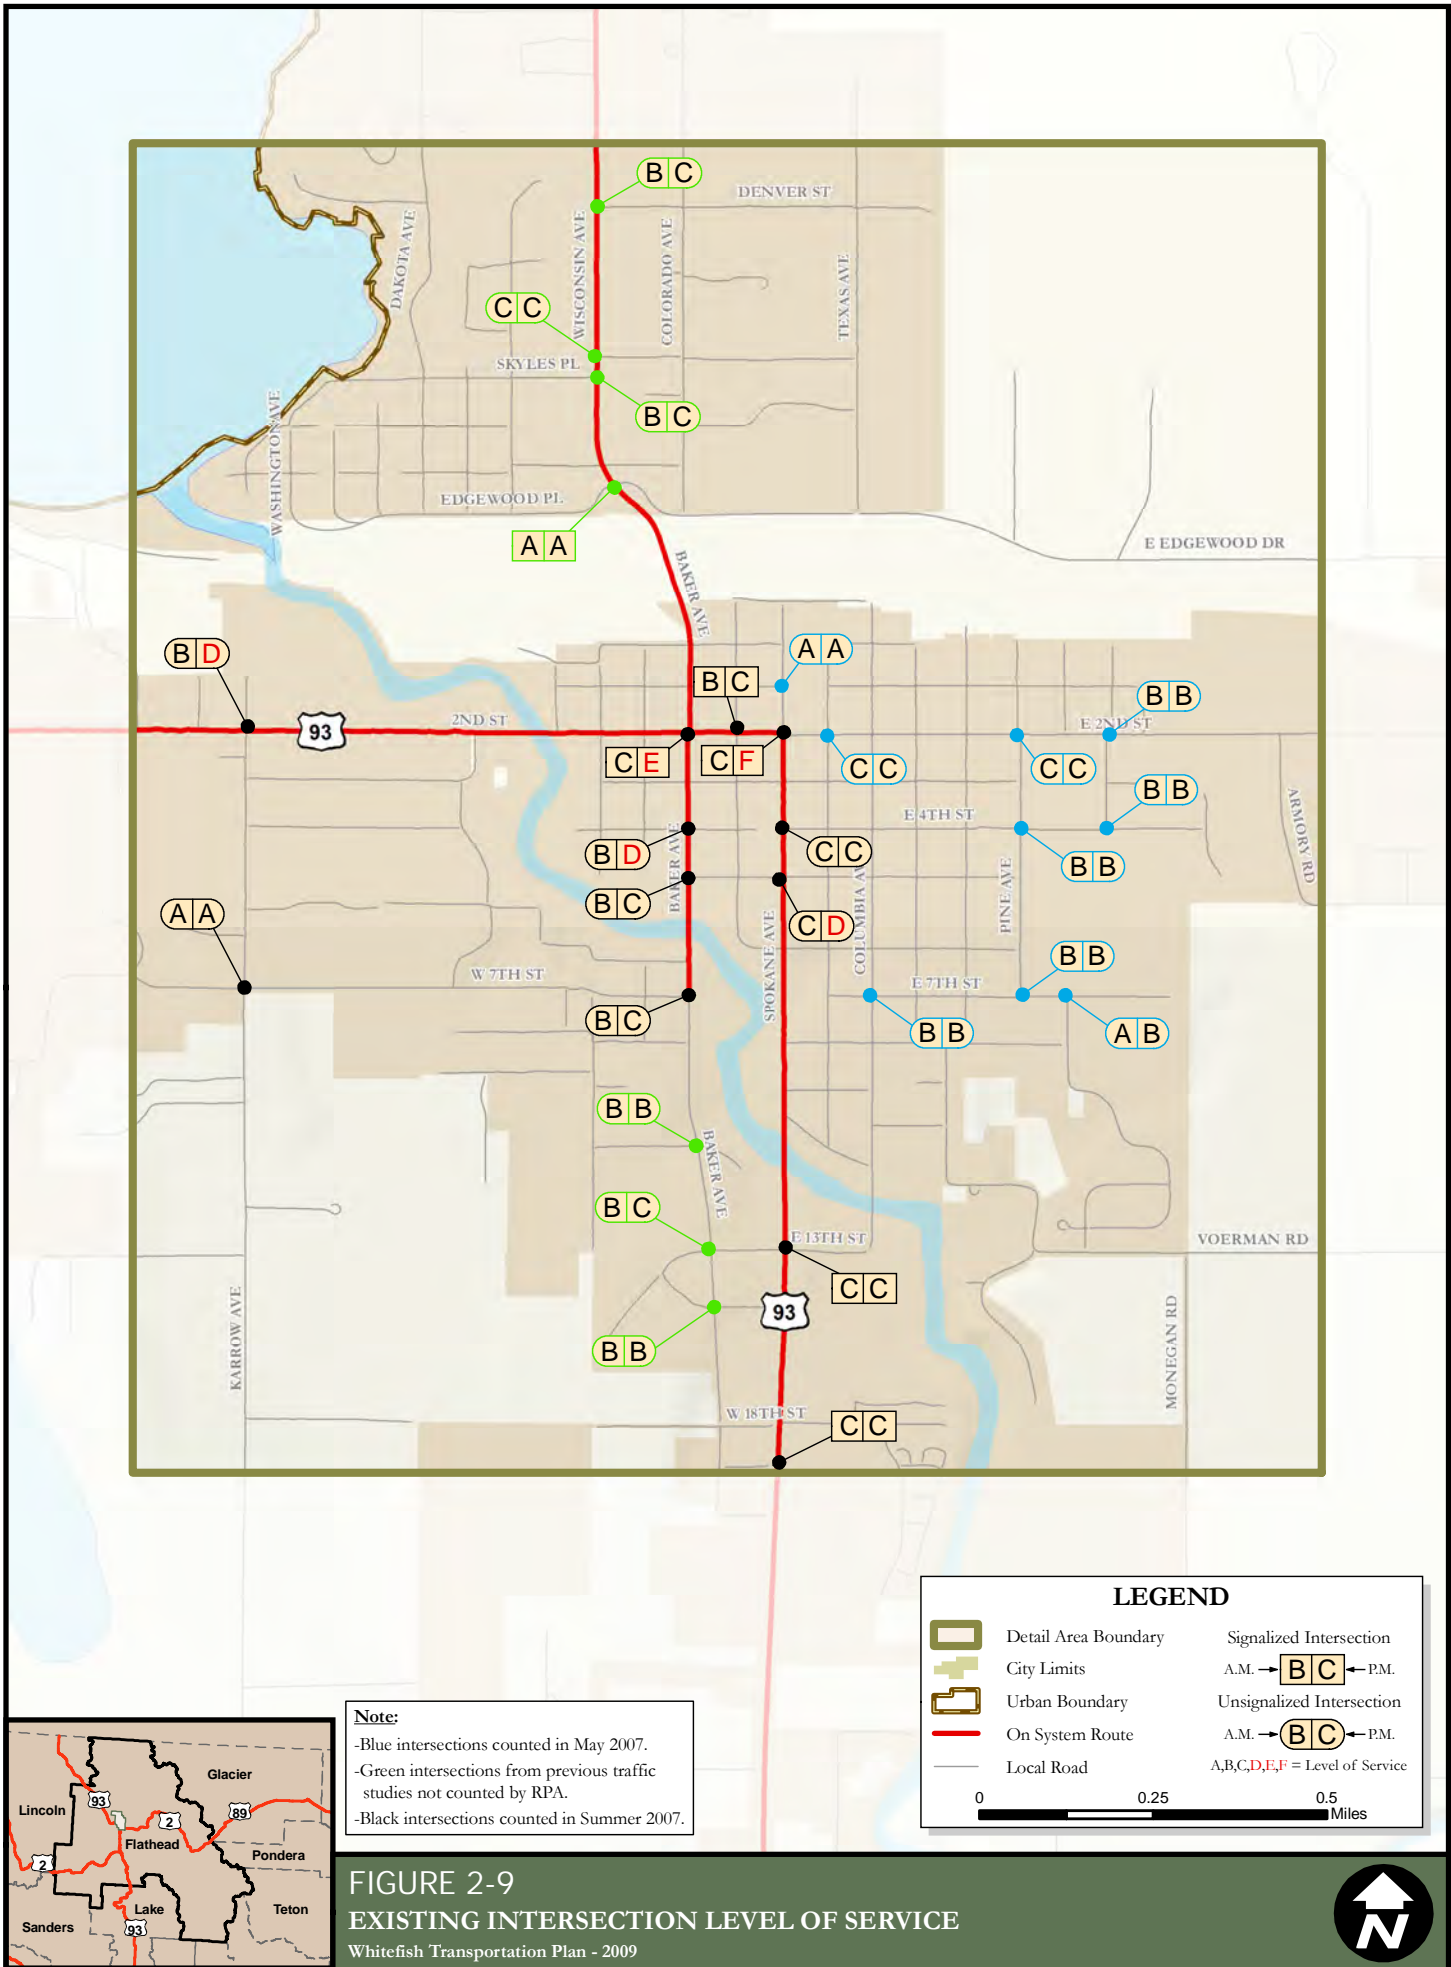 B C
DENVER ST
DAKOTA AVE
WISCONSIN AVE
COLORADO AVE
TEXAS AVE
C C
SKYLES PL
B C
WASHINGTON AVE
EDGEWOOD PL
A A
E EDGEWOOD DR
BAKER AVE
B D
A A
B C
B B
93
2ND ST
E 2ND ST
C E
C F
C C
C C
B B
ARMORY RD
E 4TH ST
B D
BAKER AVE
C C
COLUMBIA AV
PINE AVE
B B
B C
A A
C D
SPOKANE AVE
B B
W 7TH ST
E 7TH ST
B C
B B
A B
B B
BAKER AVE
B C
E 13TH ST
VOERMAN RD
C C
93
KARROW AVE
MONEGAN RD
B B
W 18TH ST
C C
LEGEND
Detail Area Boundary
City Limits
Urban Boundary
On System Route
Local Road
Signalized Intersection
A.M. B C P.M.
Unsignalized Intersection
A.M. B C P.M.
A,B,C,D,E,F = Level of Service
0 0.25 0.5
Miles
Note:
-Blue intersections counted in May 2007.
-Green intersections from previous traffic
studies not counted by RPA.
-Black intersections counted in Summer 2007.
Glacier
93
Lincoln
2
89
Flathead
Pondera
2
Lake
Teton
Sanders
93
FIGURE 2-9
EXISTING INTERSECTION LEVEL OF SERVICE
Whitefish Transportation Plan - 2009
N